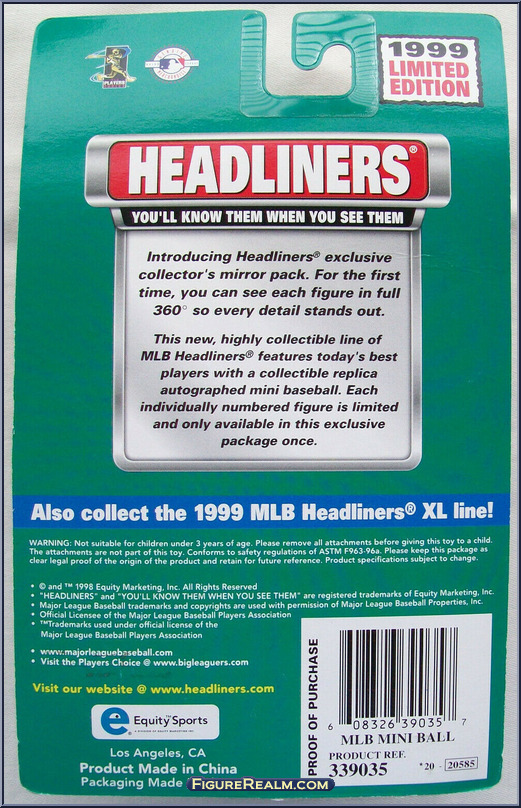 PLAYERS
CHOICE
1999
LIMITED
EDITION
HEADLINERS®
YOU'LL KNOW THEM WHEN YOU SEE THEM
Introducing Headliners® exclusive
collector's mirror pack. For the first
time, you can see each figure in full
360° so every detail stands out.
This new, highly collectible line of
MLB Headliners® features today's best
players with a collectible replica
autographed mini baseball. Each
individually numbered figure is limited
and only available in this exclusive
package once.
Also collect the 1999 MLB Headliners® XL line!
WARNING: Not suitable for children under 3 years of age. Please remove all attachments before giving this toy to a child.
The attachments are not part of this toy. Conforms to safety regulations of ASTM F963-96a. Please keep this package as
clear legal proof of the origin of the product and retain for future reference. Product specifications subject to change.
• © and ™ 1998 Equity Marketing, Inc. All Rights Reserved
• "HEADLINERS" and "YOU'LL KNOW THEM WHEN YOU SEE THEM" are registered trademarks of Equity Marketing, Inc.
• Major League Baseball trademarks and copyrights are used with permission of Major League Baseball Properties, Inc.
• Official Licensee of the Major League Baseball Players Association
• ™Trademarks used under official license of the
Major League Baseball Players Association
• www.majorleaguebaseball.com
• Visit the Players Choice @ www.bigleaguers.com
Visit our website @ www.headliners.com
e Equity Sports™
A DIVISION OF EQUITY MARKETING INC.
Los Angeles, CA
Product Made in China
Packaging Made
PROOF OF PURCHASE
6 08326 39035 7
MLB MINI BALL
PRODUCT REF.
339035
*20 - 20585
FIGUREREALM.COM